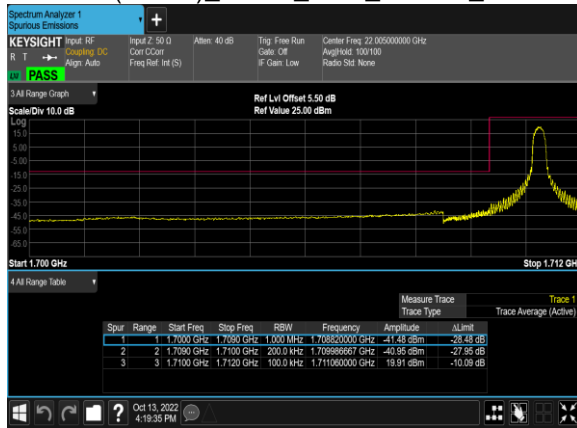 Spectrum Analyzer 1
Spurious Emissions
+
KEYSIGHT Input: RF Input Z: 50 Ω Atten: 40 dB Trig: Free Run Center Freq: 22.005000000 GHz
R T Coupling: DC Corr CCorr Gate: Off Avg|Hold: 100/100
Align: Auto Freq Ref: Int (S) IF Gain: Low Radio Std: None
PASS
3 All Range Graph
Ref Lvl Offset 5.50 dB
Scale/Div 10.0 dB Ref Value 25.00 dBm
Log
15.0
5.00
-5.00
-15.0
-25.0
-35.0
-45.0
-55.0
-65.0
Start 1.700 GHz Stop 1.712 GH
4 All Range Table
Measure Trace Trace 1
Trace Type Trace Average (Active)
Spur Range Start Freq Stop Freq RBW Frequency Amplitude ΔLimit
1 1 1.7000 GHz 1.7090 GHz 1.000 MHz 1.708820000 GHz -41.48 dBm -28.48 dB
2 2 1.7090 GHz 1.7100 GHz 200.0 kHz 1.709986667 GHz -40.95 dBm -27.95 dB
3 3 1.7100 GHz 1.7120 GHz 100.0 kHz 1.711060000 GHz 19.91 dBm -10.09 dB
? Oct 13, 2022
4:19:35 PM